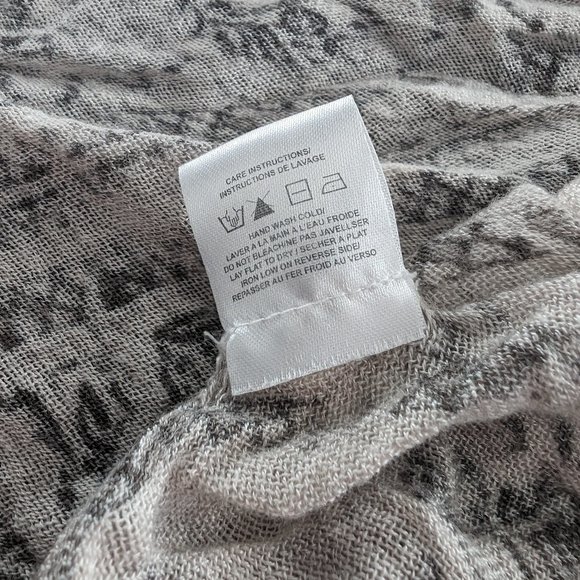 CARE INSTRUCTIONS/
INSTRUCTIONS DE LAVAGE
HAND WASH COLD/
LAVER A LA MAIN A L'EAU FROIDE
DO NOT BLEACH/NE PAS JAVELLSER
LAY FLAT TO DRY / SECHER A PLAT
IRON LOW ON REVERSE SIDE/
REPASSER AU FER FROID AU VERSO